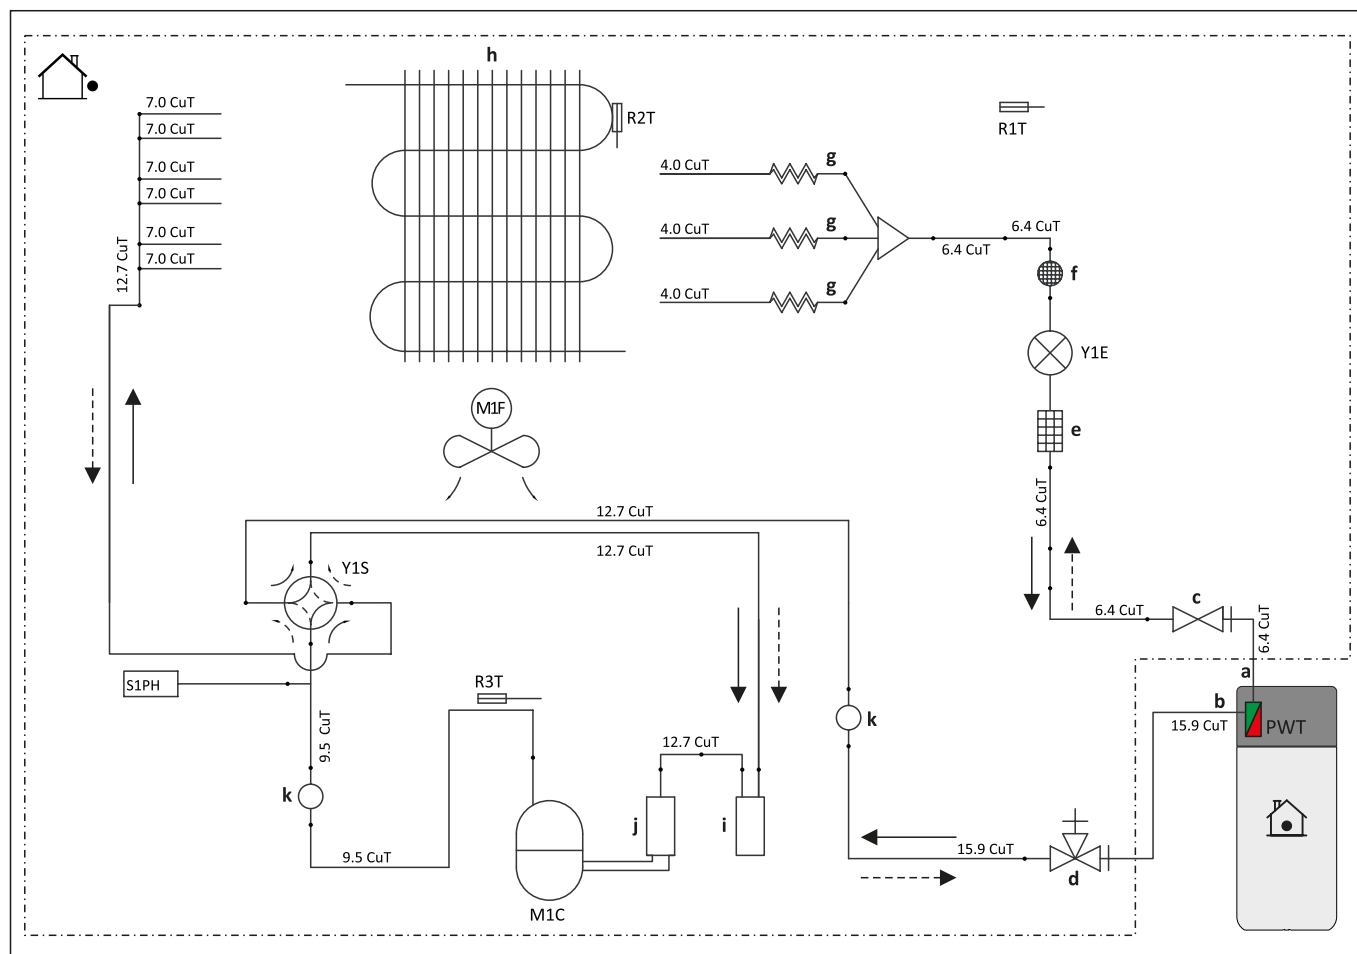 h
7.0 CuT
7.0 CuT
7.0 CuT
7.0 CuT
7.0 CuT
7.0 CuT
12.7 CuT
R2T
R1T
4.0 CuT
g
4.0 CuT
g
4.0 CuT
g
6.4 CuT
6.4 CuT
f
Y1E
e
6.4 CuT
M1F
12.7 CuT
12.7 CuT
Y1S
c
6.4 CuT
6.4 CuT
a
b
15.9 CuT
PWT
S1PH
R3T
9.5 CuT
k
k
12.7 CuT
j
i
9.5 CuT
15.9 CuT
d
M1C